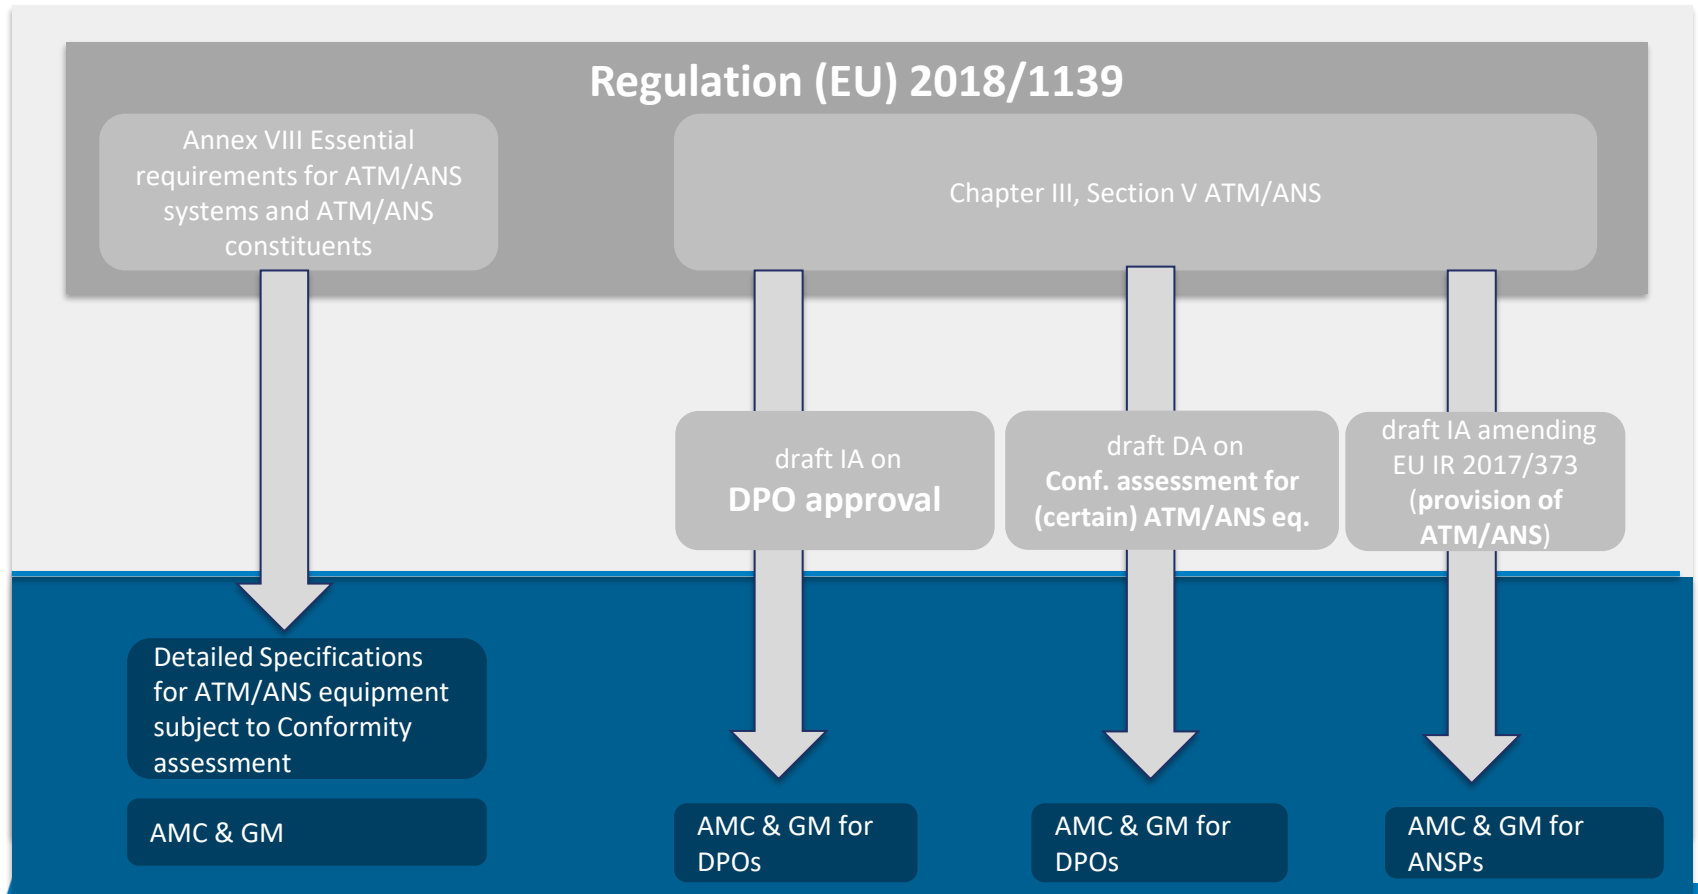 Regulation (EU) 2018/1139
Annex VIII Essential
requirements for ATM/ANS
systems and ATM/ANS
constituents
Chapter III, Section V ATM/ANS
draft IA on
DPO approval
draft DA on
Conf. assessment for
(certain) ATM/ANS eq.
draft IA amending
EU IR 2017/373
(provision of
ATM/ANS)
Detailed Specifications
for ATM/ANS equipment
subject to Conformity
assessment
AMC & GM
AMC & GM for
DPOs
AMC & GM for
DPOs
AMC & GM for
ANSPs